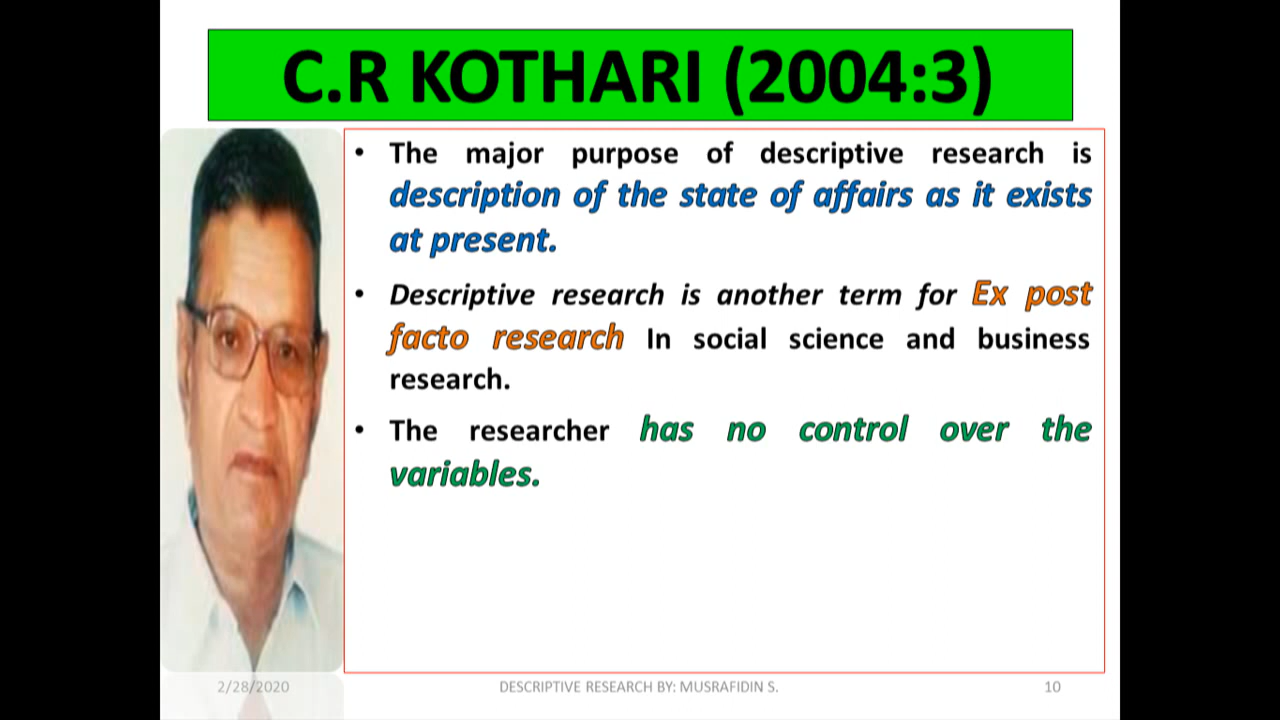 C.R KOTHARI (2004:3)
• The major purpose of descriptive research is
description of the state of affairs as it exists
at present.
• Descriptive research is another term for Ex post
facto research In social science and business
research.
• The researcher has no control over the
variables.
2/28/2020 DESCRIPTIVE RESEARCH BY: MUSRAFIDIN S. 10